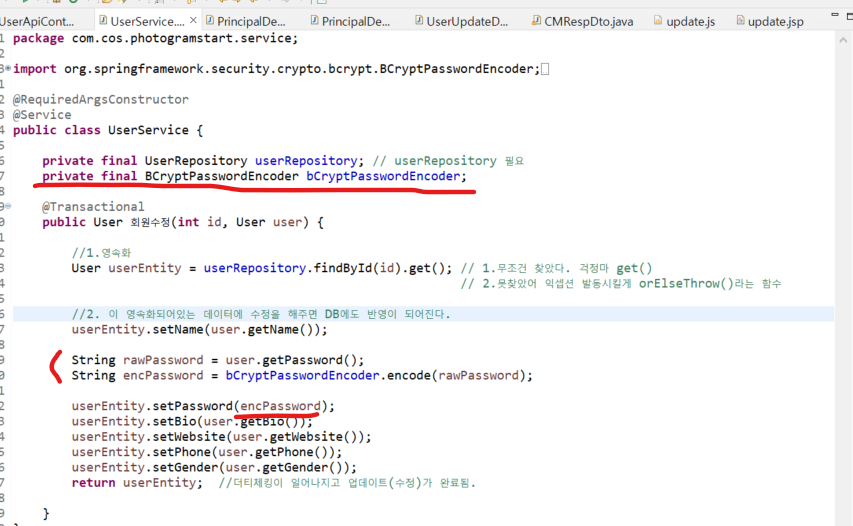 UserApiCont...
UserService....
PrincipalDe...
PrincipalDe...
UserUpdateD...
CMRespDto.java
update.js
update.jsp
package com.cos.photogramstart.service;
import org.springframework.security.crypto.bcrypt.BCryptPasswordEncoder;
@RequiredArgsConstructor
@Service
public class UserService {
private final UserRepository userRepository; // userRepository 필요
private final BCryptPasswordEncoder bCryptPasswordEncoder;
@Transactional
public User 회원수정(int id, User user) {
//1.영속화
User userEntity = userRepository.findById(id).get(); // 1.무조건 찾았다. 걱정마 get()
// 2.못찾았어 익셉션 발동시킬게 orElseThrow()라는 함수
//2. 이 영속화되어있는 데이터에 수정을 해주면 DB에도 반영이 되어진다.
userEntity.setName(user.getName());
String rawPassword = user.getPassword();
String encPassword = bCryptPasswordEncoder.encode(rawPassword);
userEntity.setPassword(encPassword);
userEntity.setBio(user.getBio());
userEntity.setWebsite(user.getWebsite());
userEntity.setPhone(user.getPhone());
userEntity.setGender(user.getGender());
return userEntity; //더티체킹이 일어나지고 업데이트(수정)가 완료됨.
}